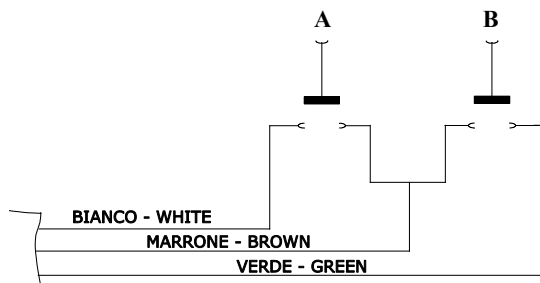 A B
BIANCO - WHITE
MARRONE - BROWN
VERDE - GREEN